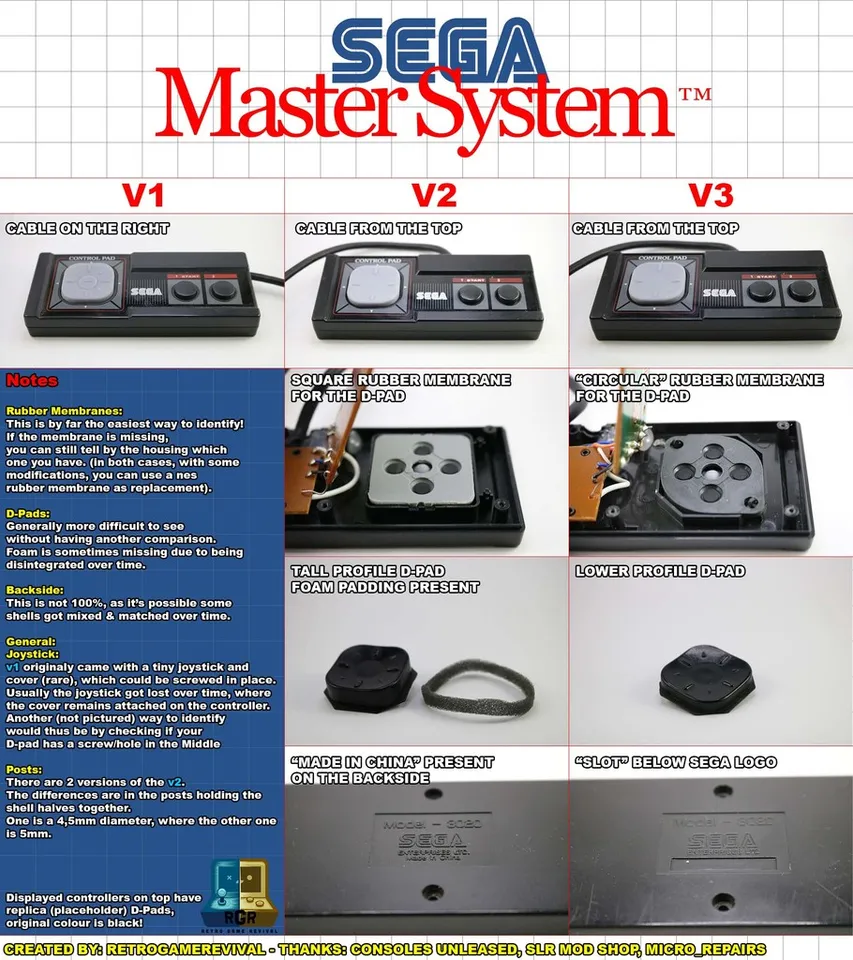 SEGA
Master System™
V1
V2
V3
CABLE ON THE RIGHT
CABLE FROM THE TOP
CABLE FROM THE TOP
CONTROL PAD
SEGA
1 START 2
CONTROL PAD
SEGA
1 START 2
CONTROL PAD
SEGA
1 START 2
Notes
Rubber Membranes:
This is by far the easiest way to identify!
If the membrane is missing,
you can still tell by the housing which
one you have. (in both cases, with some
modifications, you can use a nes
rubber membrane as replacement).
D-Pads:
Generally more difficult to see
without having another comparison.
Foam is sometimes missing due to being
disintegrated over time.
Backside:
This is not 100%, as it's possible some
shells got mixed & matched over time.
General:
Joystick:
v1 originaly came with a tiny joystick and
cover (rare), which could be screwed in place.
Usually the joystick got lost over time, where
the cover remains attached on the controller.
Another (not pictured) way to identify
would thus be by checking if your
D-pad has a screw/hole in the Middle
Posts:
There are 2 versions of the v2.
The differences are in the posts holding the
shell halves together.
One is a 4,5mm diameter, where the other one
is 5mm.
Displayed controllers on top have
replica (placeholder) D-Pads,
original colour is black!
RGR
RETRO GAME REVIVAL
SQUARE RUBBER MEMBRANE
FOR THE D-PAD
"CIRCULAR" RUBBER MEMBRANE
FOR THE D-PAD
TALL PROFILE D-PAD
FOAM PADDING PRESENT
LOWER PROFILE D-PAD
"MADE IN CHINA" PRESENT
ON THE BACKSIDE
Model - 3020
SEGA
ENTERPRISES LTD.
Made in China
"SLOT" BELOW SEGA LOGO
Model - 3020
SEGA
ENTERPRISES LTD.
CREATED BY: RETROGAMEREVIVAL - THANKS: CONSOLES UNLEASED, SLR MOD SHOP, MICRO_REPAIRS